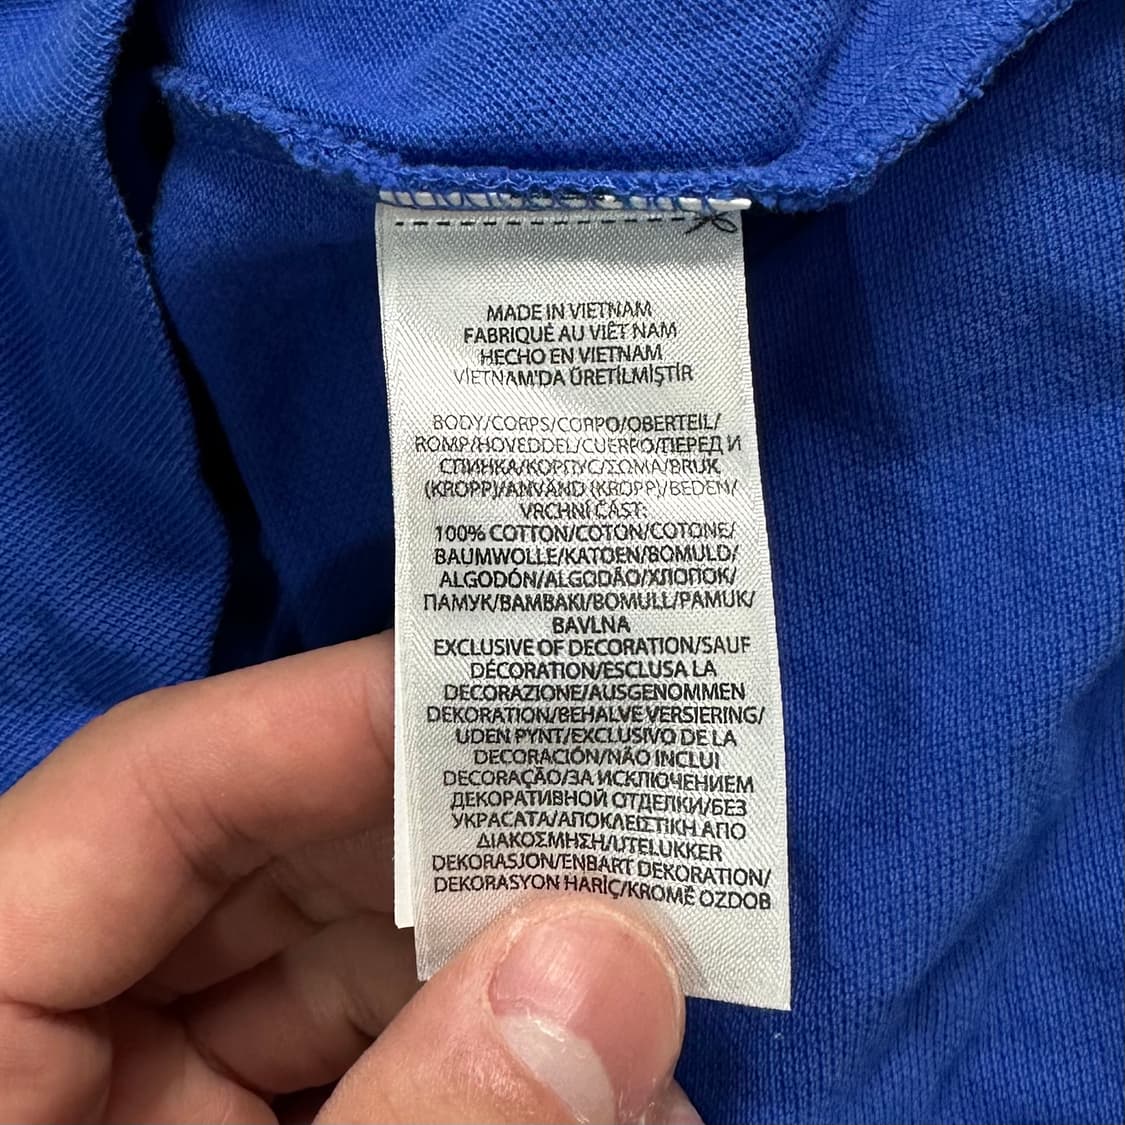 MADE IN VIETNAM
FABRIQUÉ AU VIÊT NAM
HECHO EN VIETNAM
VİETNAM'DA ÜRETİLMİŞTİR
BODY/CORPS/CORPO/OBERTEIL/
ROMP/HOVEDDEL/CUERPO/ПЕРЕД И
СПИНКА/КОРПУС/ΣΩΜΑ/BRUK
(KROPP)/ANVÄND (KROPP)/BEDEN/
VRCHNÍ ČÁST:
100% COTTON/COTON/COTONE/
BAUMWOLLE/KATOEN/BOMULD/
ALGODÓN/ALGODÃO/ХЛОПОК/
ПАМУК/ΒΑΜΒΑΚΙ/BOMULL/PAMUK/
BAVLNA
EXCLUSIVE OF DECORATION/SAUF
DÉCORATION/ESCLUSA LA
DECORAZIONE/AUSGENOMMEN
DEKORATION/BEHALVE VERSIERING/
UDEN PYNT/EXCLUSIVO DE LA
DECORACIÓN/NÃO INCLUI
DECORAÇÃO/ЗА ИСКЛЮЧЕНИЕМ
ДЕКОРАТИВНОЙ ОТДЕЛКИ/БЕЗ
УКРАСАТА/ΑΠΟΚΛΕΙΣΤΙΚΗ ΑΠΟ
ΔΙΑΚΟΣΜΗΣΗ/UTELUKKER
DEKORASJON/ENBART DEKORATION/
DEKORASYON HARİÇ/KROMĚ OZDOB